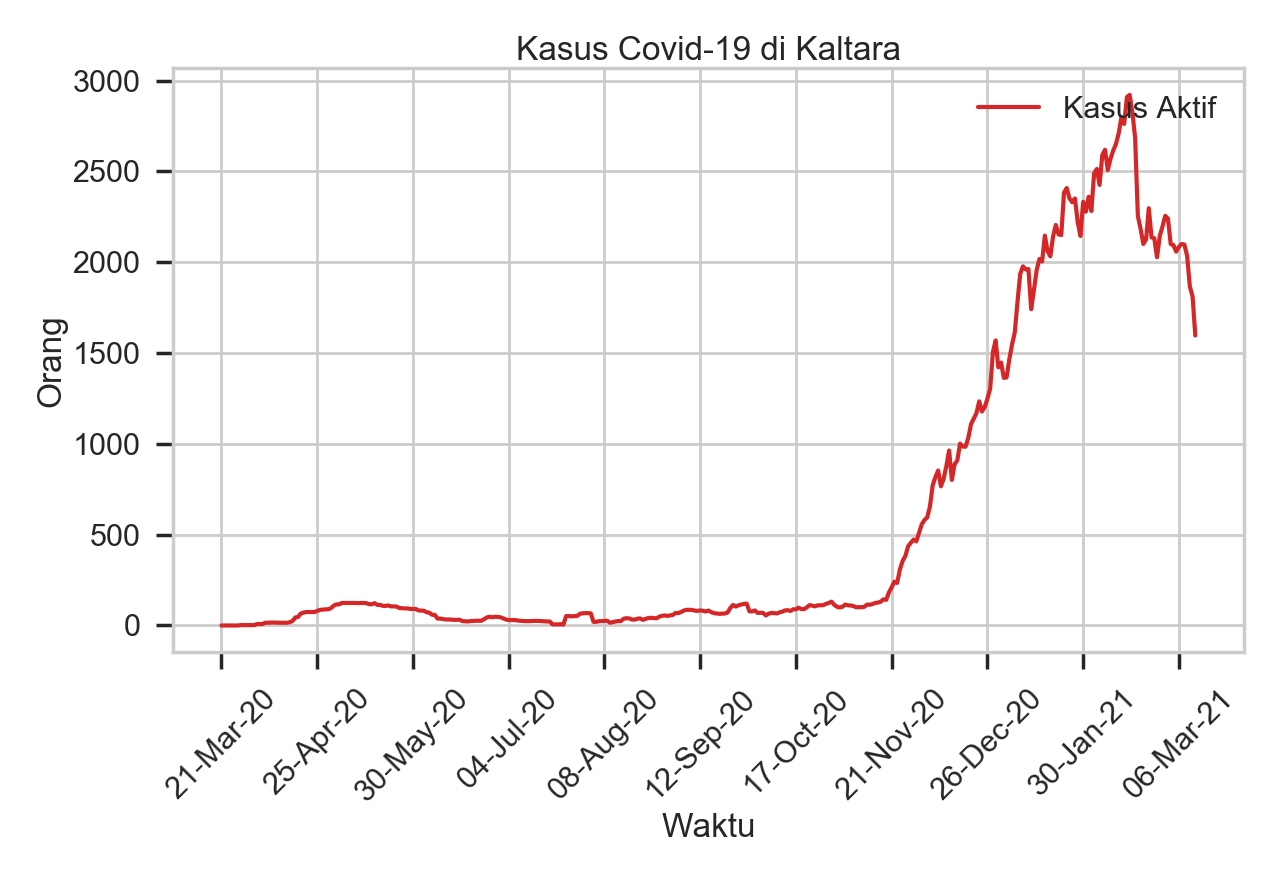 Kasus Covid-19 di Kaltara
Kasus Aktif
3000
2500
2000
1500
1000
500
0
Orang
21-Mar-20
25-Apr-20
30-May-20
04-Jul-20
08-Aug-20
12-Sep-20
17-Oct-20
21-Nov-20
26-Dec-20
30-Jan-21
06-Mar-21
Waktu